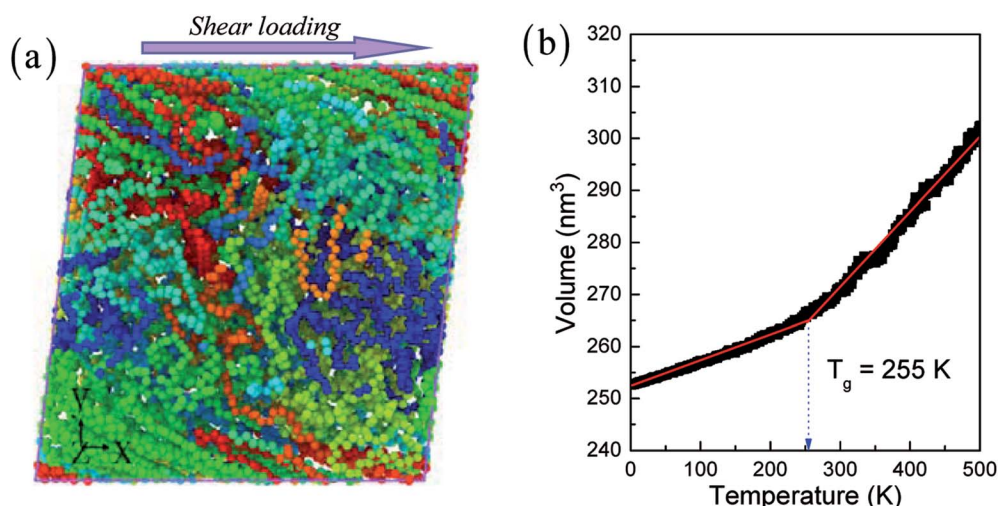 (a)
Shear loading
Y
X
(b)
320
310
300
290
280
270
260
250
240
Volume (nm³)
T_g = 255 K
0 100 200 300 400 500
Temperature (K)